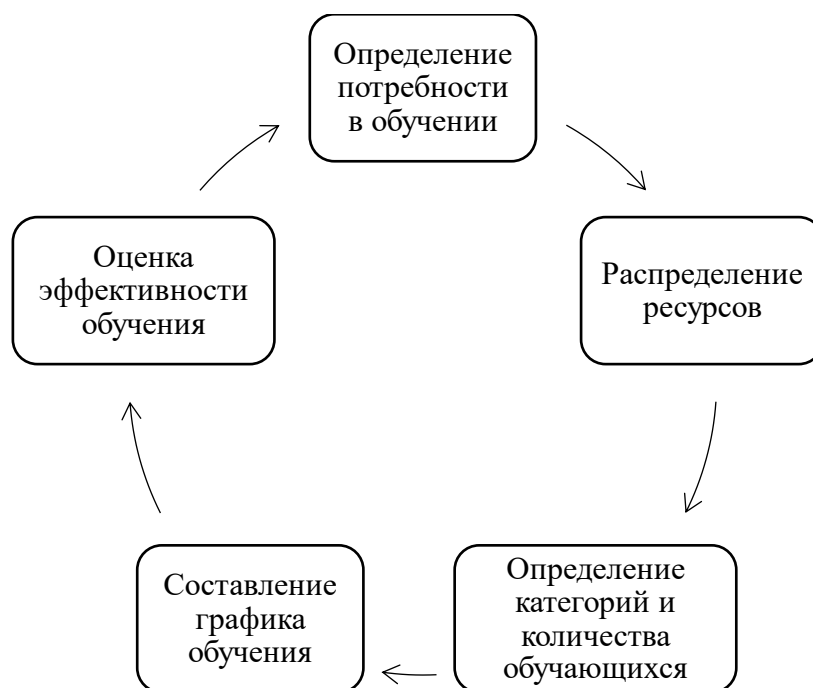 Определение
потребности
в обучении
Распределение
ресурсов
Определение
категорий и
количества
обучающихся
Составление
графика
обучения
Оценка
эффективности
обучения